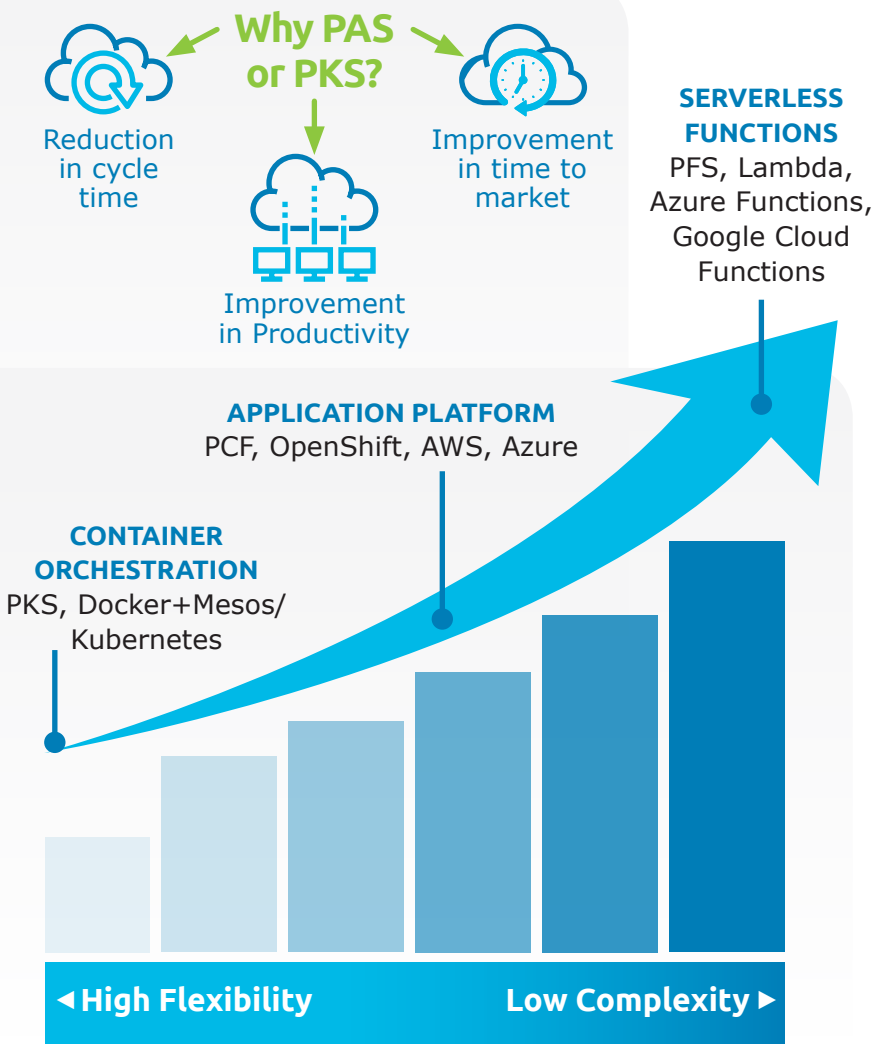 Why PAS
or PKS?
Reduction
in cycle
time
Improvement
in Productivity
Improvement
in time to
market
SERVERLESS
FUNCTIONS
PFS, Lambda,
Azure Functions,
Google Cloud
Functions
APPLICATION PLATFORM
PCF, OpenShift, AWS, Azure
CONTAINER
ORCHESTRATION
PKS, Docker+Mesos/
Kubernetes
High Flexibility
Low Complexity